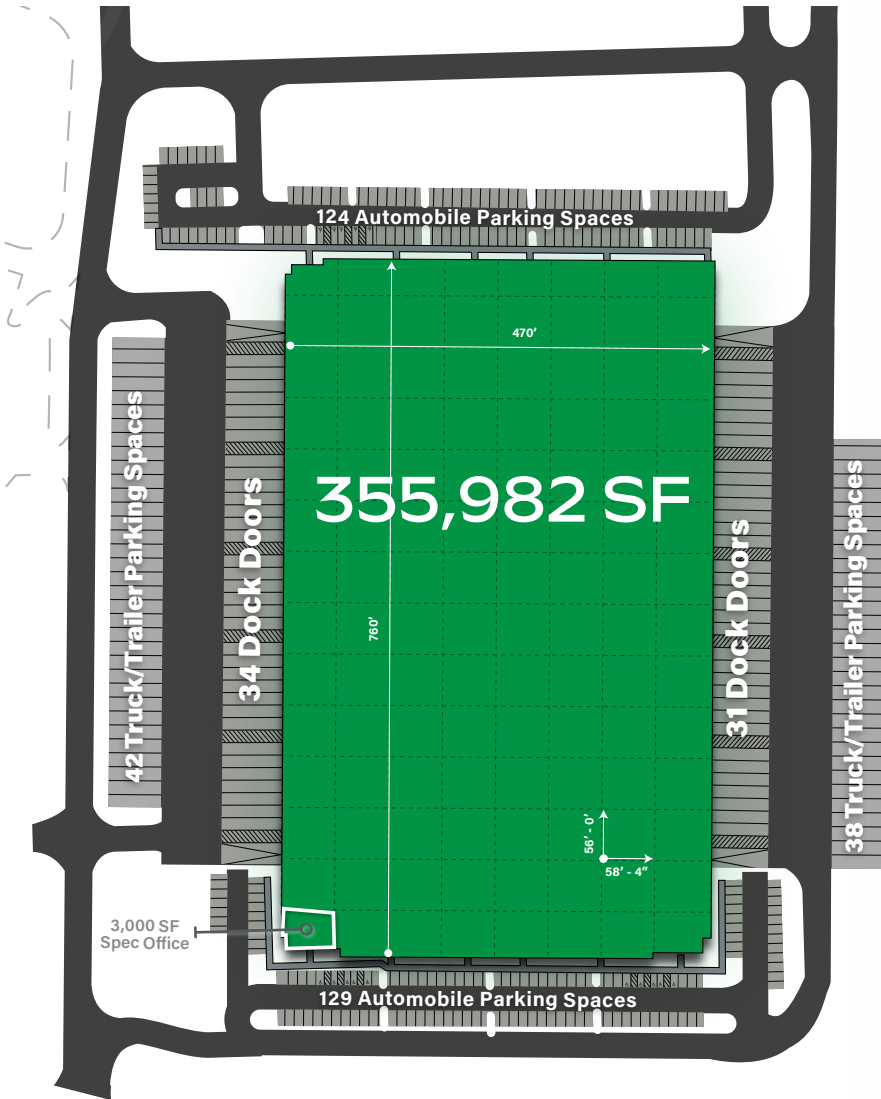 124 Automobile Parking Spaces
470’
355,982 SF
760’
42 Truck/Trailer Parking Spaces
34 Dock Doors
31 Dock Doors
38 Truck/Trailer Parking Spaces
56’ - 0’
58’ - 4”
3,000 SF
Spec Office
129 Automobile Parking Spaces